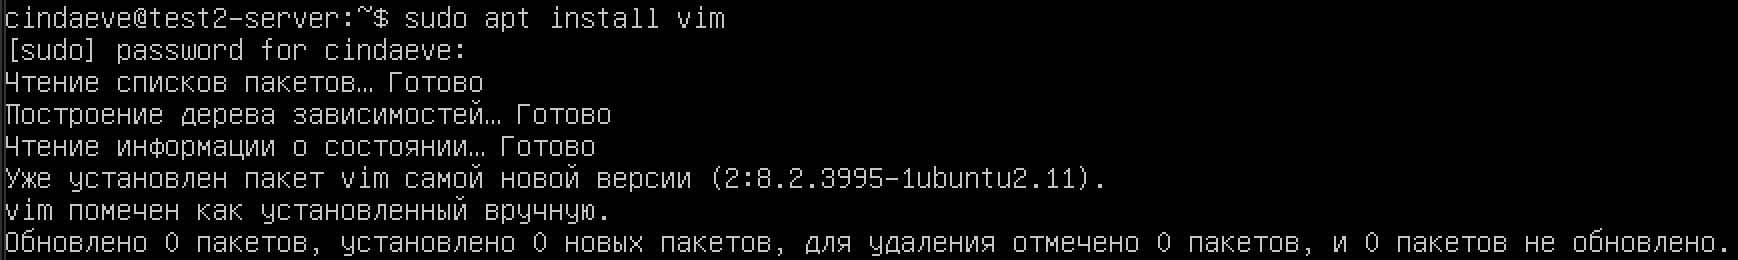 cindaeve@test2-server:~$ sudo apt install vim
[sudo] password for cindaeve:
Чтение списков пакетов… Готово
Построение дерева зависимостей… Готово
Чтение информации о состоянии… Готово
Уже установлен пакет vim самой новой версии (2:8.2.3995-1ubuntu2.11).
vim помечен как установленный вручную.
Обновлено 0 пакетов, установлено 0 новых пакетов, для удаления отмечено 0 пакетов, и 0 пакетов не обновлено.